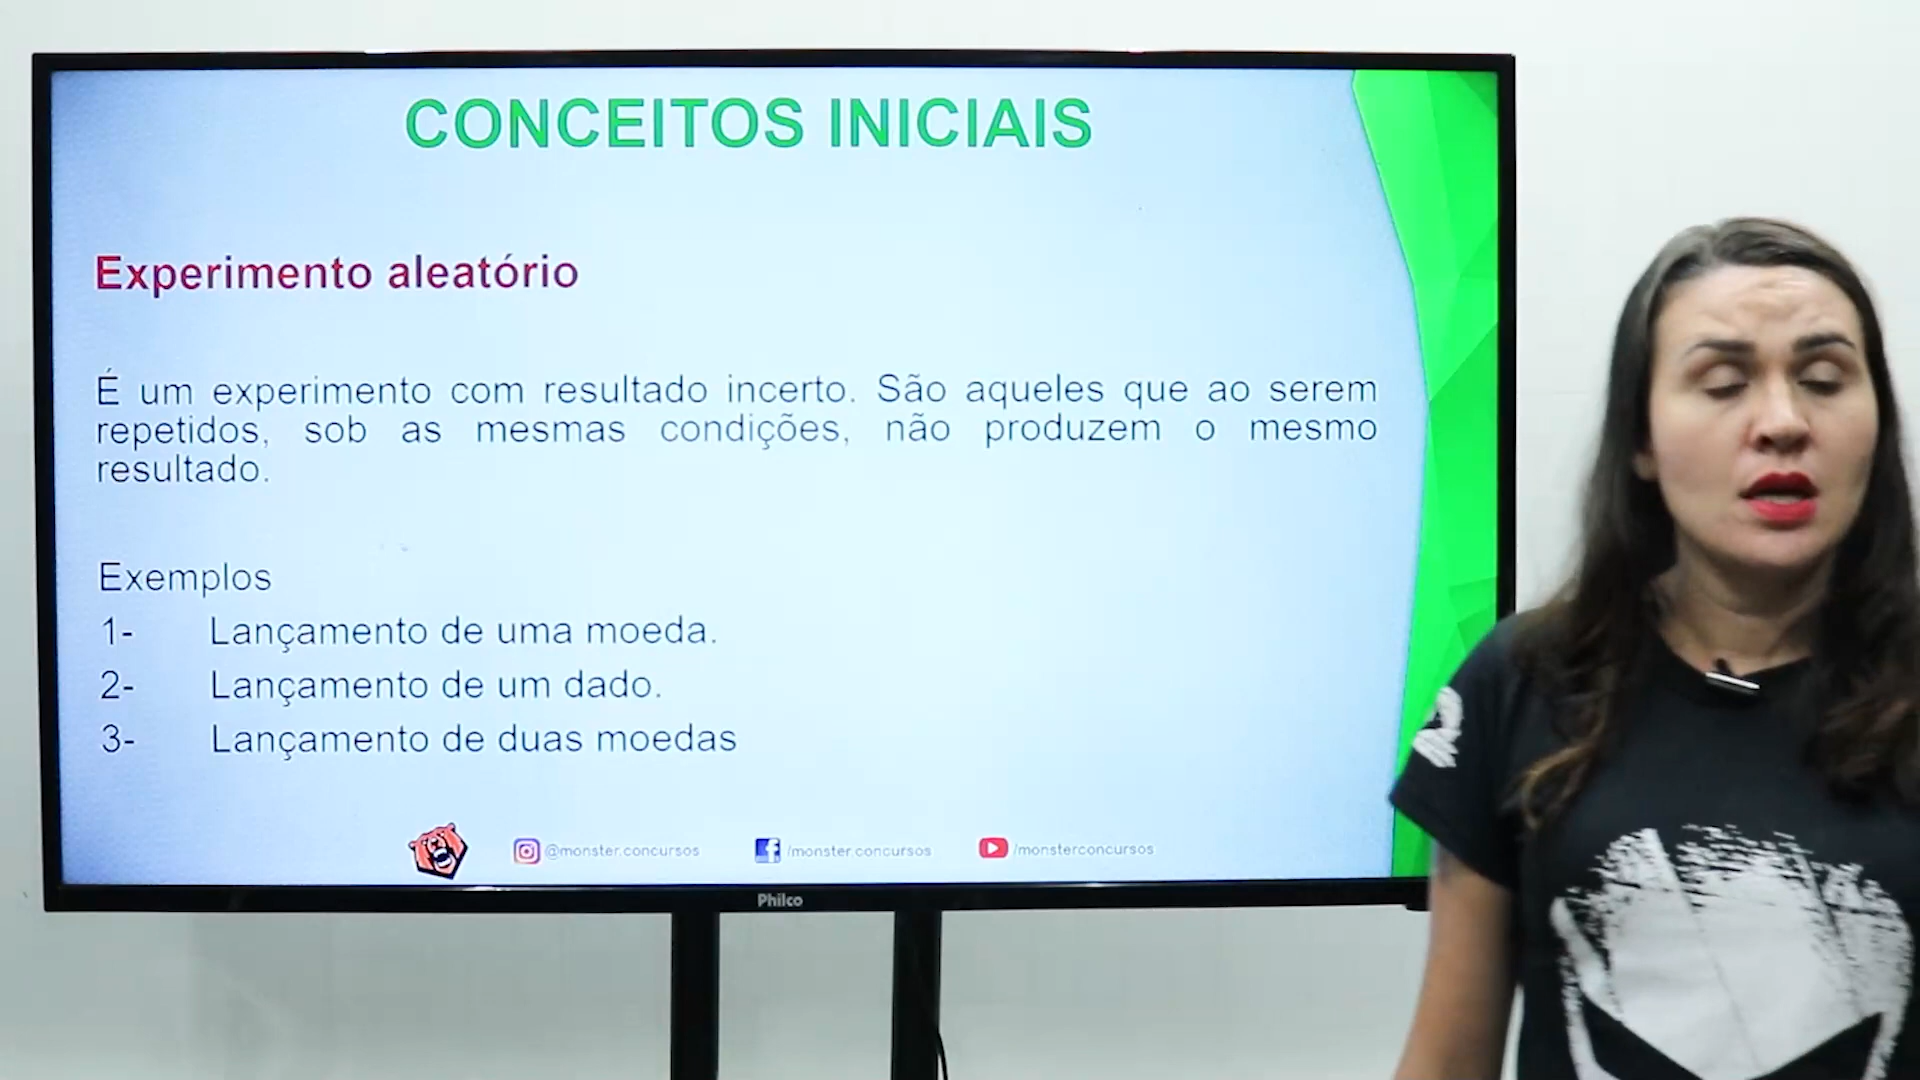 CONCEITOS INICIAIS
Experimento aleatório
É um experimento com resultado incerto. São aqueles que ao serem
repetidos, sob as mesmas condições, não produzem o mesmo
resultado.
Exemplos
1- Lançamento de uma moeda.
2- Lançamento de um dado.
3- Lançamento de duas moedas
@monster.concursos /monster.concursos /monsterconcursos
Philco